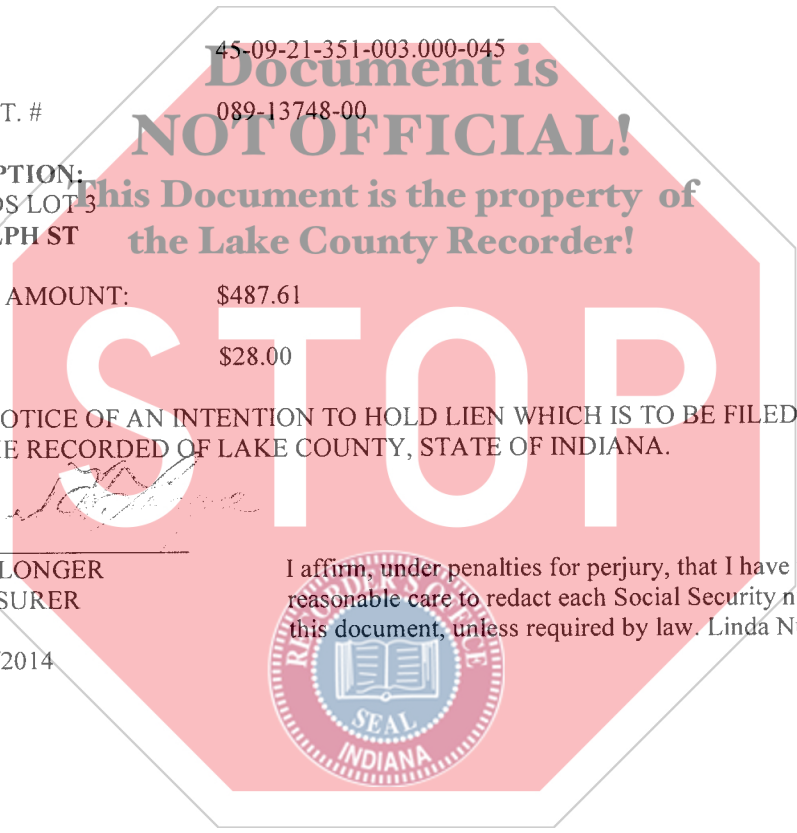 45-09-21-351-003.000-045
Document is
T. # 089-13748-00
NOT OFFICIAL!
PTION:
This Document is the property of
OS LOT 3
LPH ST
the Lake County Recorder!
AMOUNT: $487.61
$28.00
STOP
OTICE OF AN INTENTION TO HOLD LIEN WHICH IS TO BE FILED
E RECORDED OF LAKE COUNTY, STATE OF INDIANA.
LONGER
SURER
I affirm, under penalties for perjury, that I have
reasonable care to redact each Social Security n
this document, unless required by law. Linda N
/2014
RECORDER'S OFFICE
SEAL
INDIANA